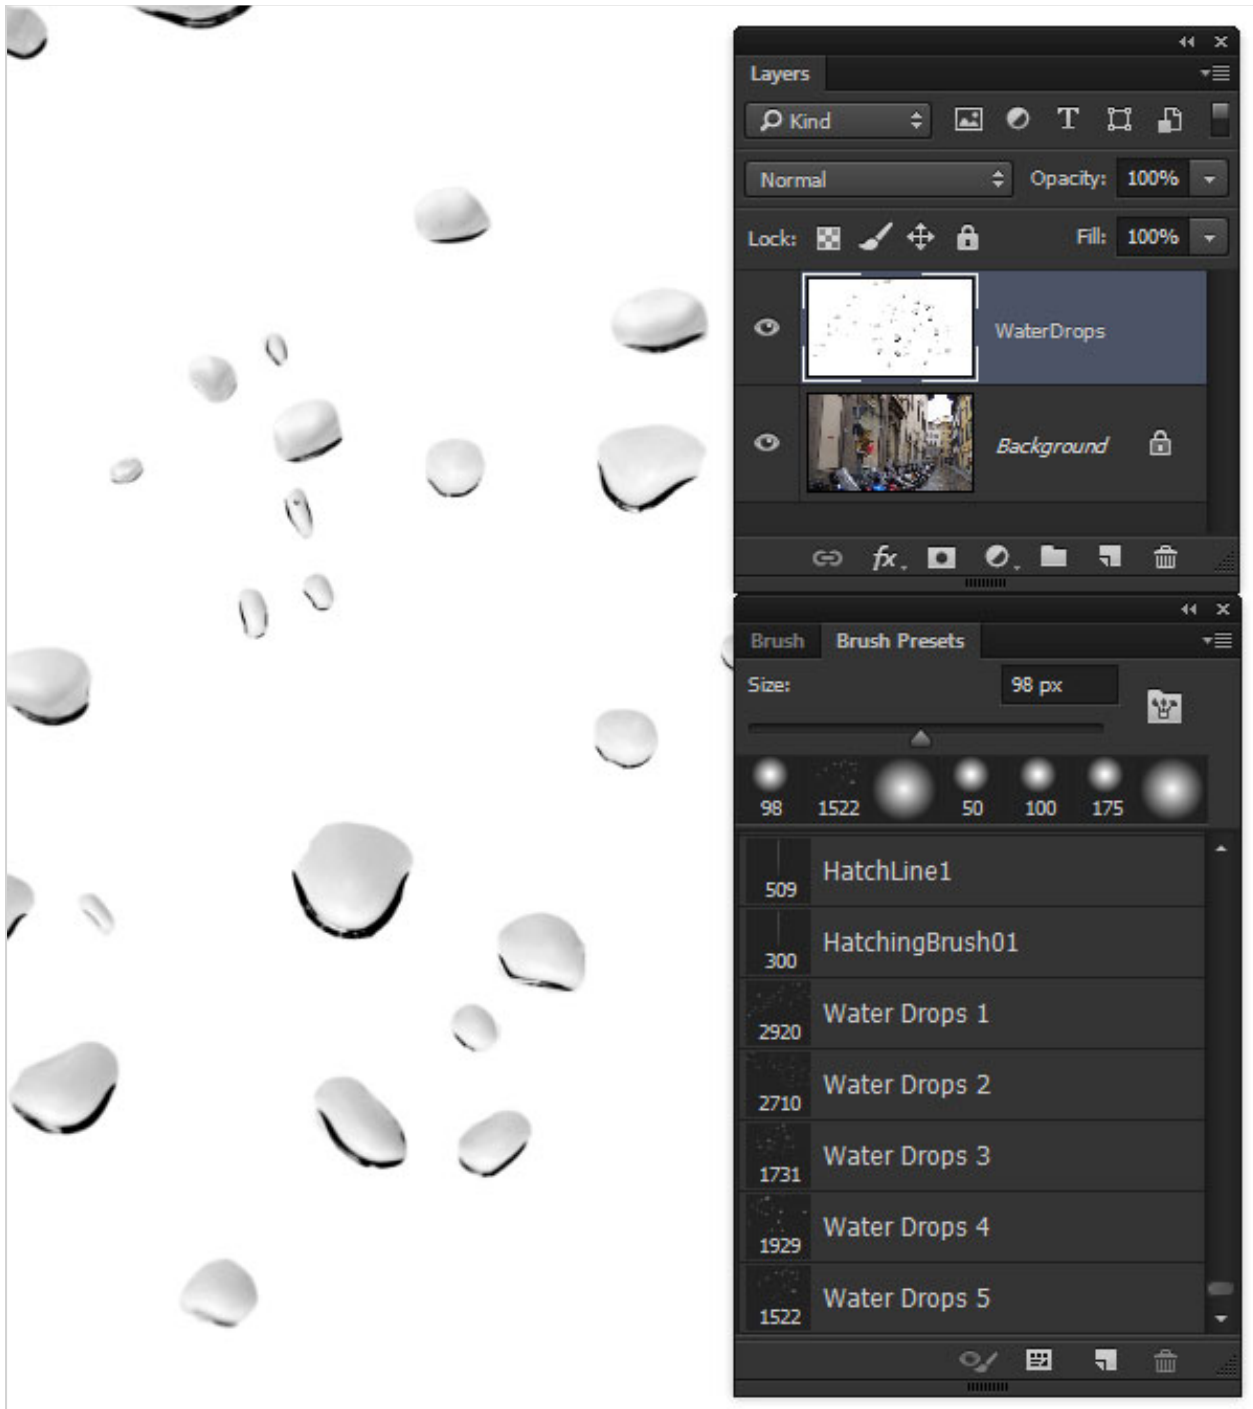 Layers
Kind
Normal
Opacity: 100%
Lock:
Fill: 100%
WaterDrops
Background
fx
Brush
Brush Presets
Size: 98 px
98 1522 50 100 175
509 HatchLine1
300 HatchingBrush01
2920 Water Drops 1
2710 Water Drops 2
1731 Water Drops 3
1929 Water Drops 4
1522 Water Drops 5